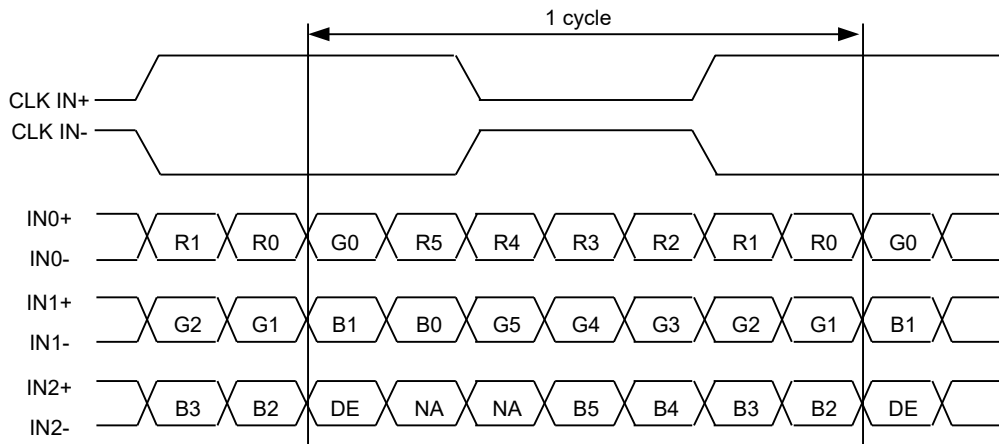 1 cycle
CLK IN+
CLK IN-
IN0+
R1 R0 G0 R5 R4 R3 R2 R1 R0 G0
IN0-
IN1+
G2 G1 B1 B0 G5 G4 G3 G2 G1 B1
IN1-
IN2+
B3 B2 DE NA NA B5 B4 B3 B2 DE
IN2-